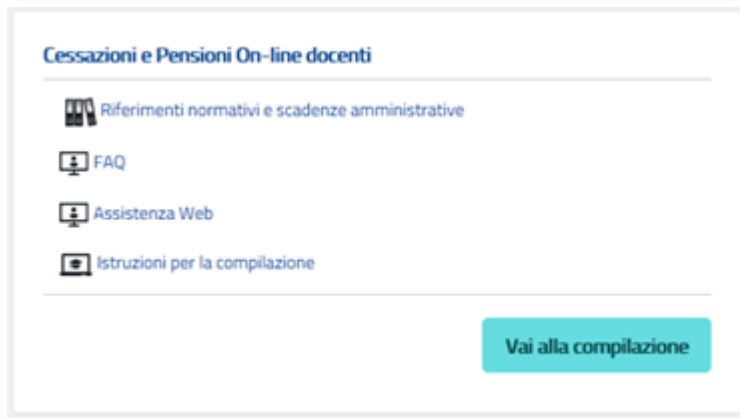 Cessazioni e Pensioni On-line docenti
Riferimenti normativi e scadenze amministrative
FAQ
Assistenza Web
Istruzioni per la compilazione
Vai alla compilazione